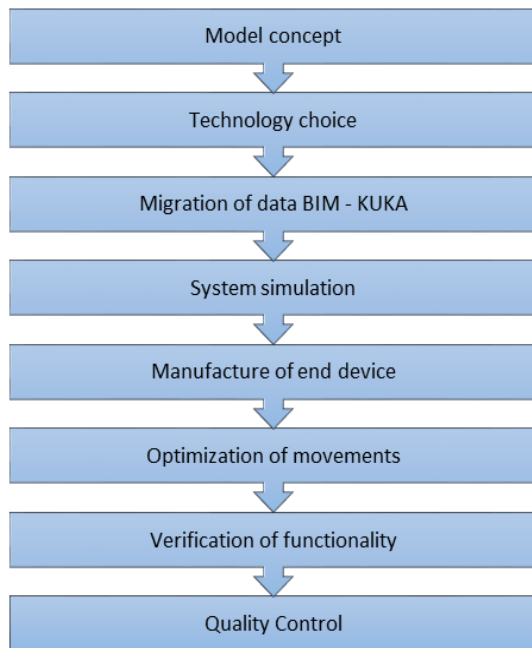 Model concept
Technology choice
Migration of data BIM - KUKA
System simulation
Manufacture of end device
Optimization of movements
Verification of functionality
Quality Control